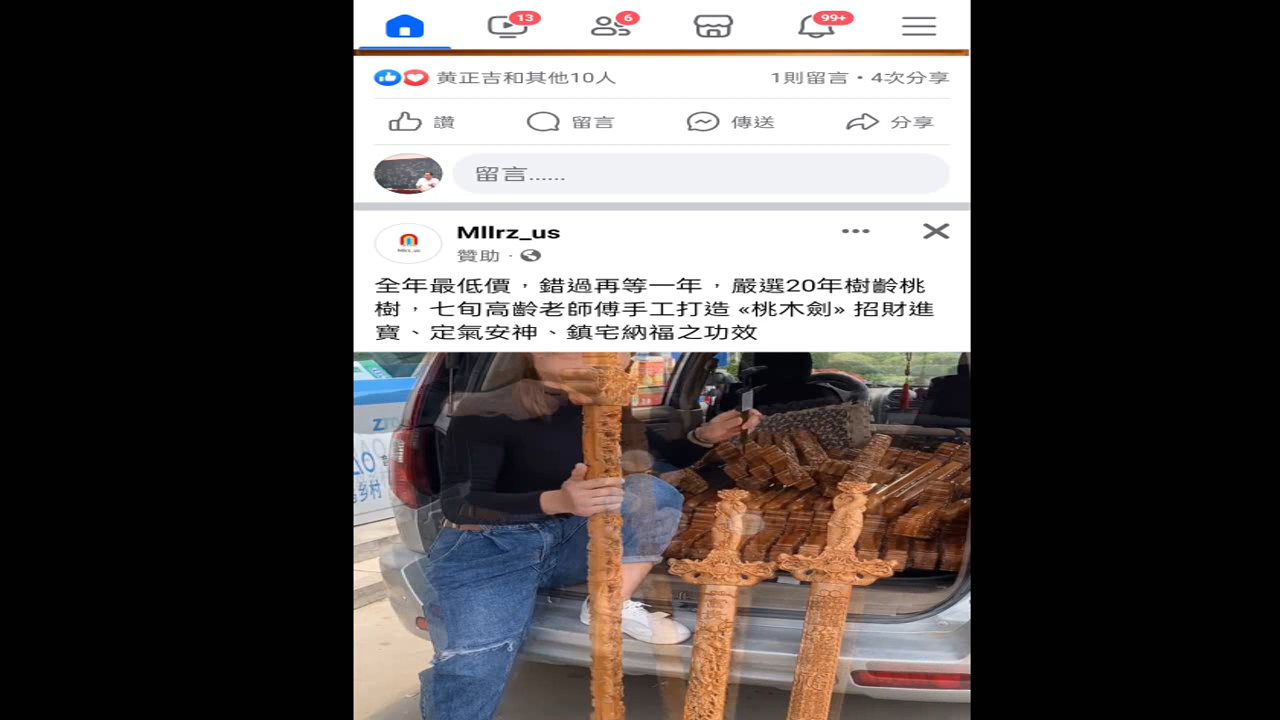 13
6
99+
黄正吉和其他10人
1則留言・4次分享
讚
留言
傳送
分享
留言......
Mllrz_us
贊助 ·
全年最低價，錯過再等一年，嚴選20年樹齡桃
樹，七旬高齡老師傅手工打造 «桃木劍» 招財進
寶、定氣安神、鎮宅納福之功效
乡村